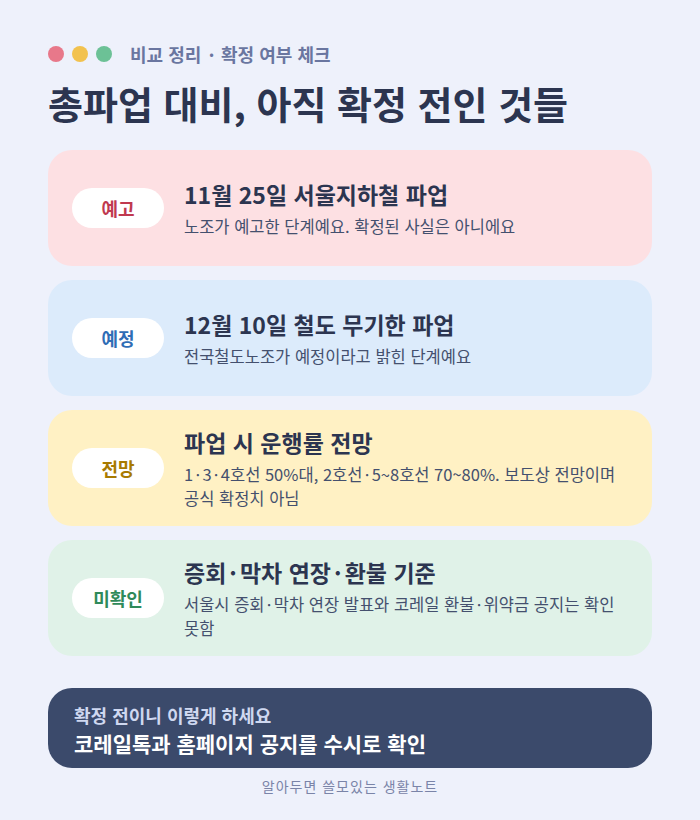 비교 정리 · 확정 여부 체크
총파업 대비, 아직 확정 전인 것들
예고
11월 25일 서울지하철 파업
노조가 예고한 단계예요. 확정된 사실은 아니에요
예정
12월 10일 철도 무기한 파업
전국철도노조가 예정이라고 밝힌 단계예요
전망
파업 시 운행률 전망
1·3·4호선 50%대, 2호선·5~8호선 70~80%. 보도상 전망이며
공식 확정치 아님
미확인
증회·막차 연장·환불 기준
서울시 증회·막차 연장 발표와 코레일 환불·위약금 공지는 확인
못함
확정 전이니 이렇게 하세요
코레일톡과 홈페이지 공지를 수시로 확인
알아두면 쓸모있는 생활노트